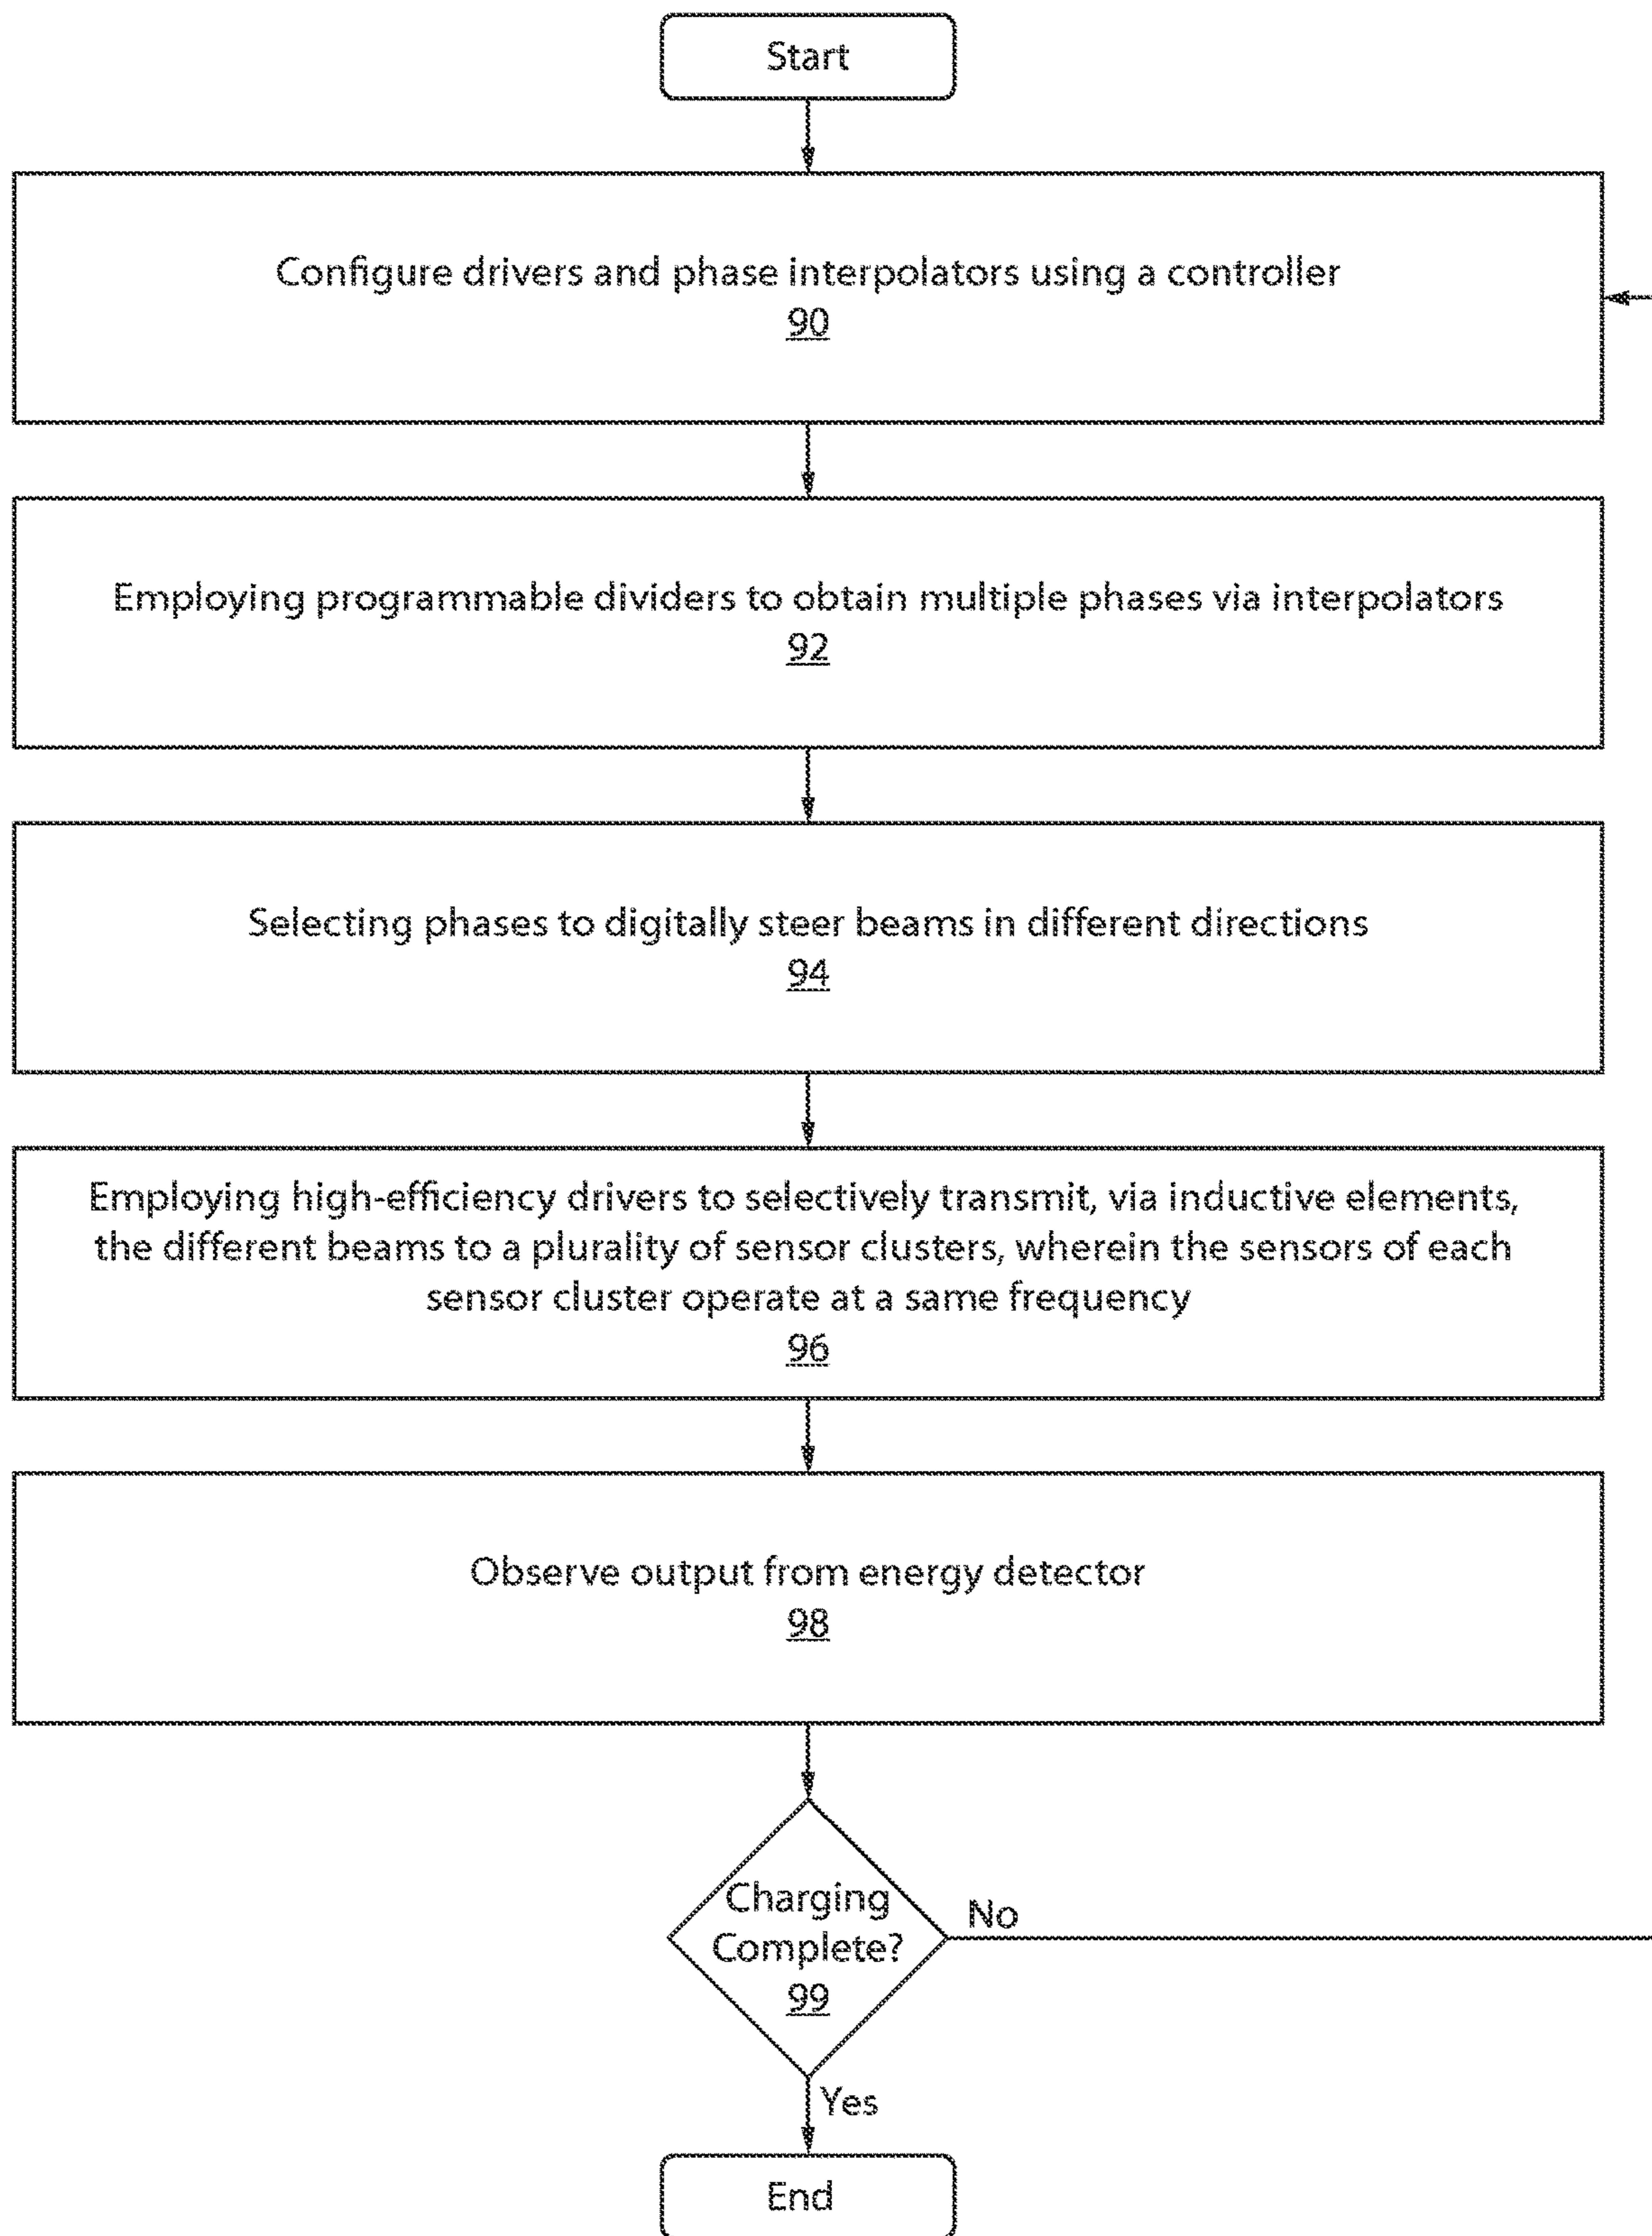 Start
Configure drivers and phase interpolators using a controller
90
Employing programmable dividers to obtain multiple phases via interpolators
92
Selecting phases to digitally steer beams in different directions
94
Employing high-efficiency drivers to selectively transmit, via inductive elements,
the different beams to a plurality of sensor clusters, wherein the sensors of each
sensor cluster operate at a same frequency
96
Observe output from energy detector
98
Charging
Complete?
99
No
Yes
End